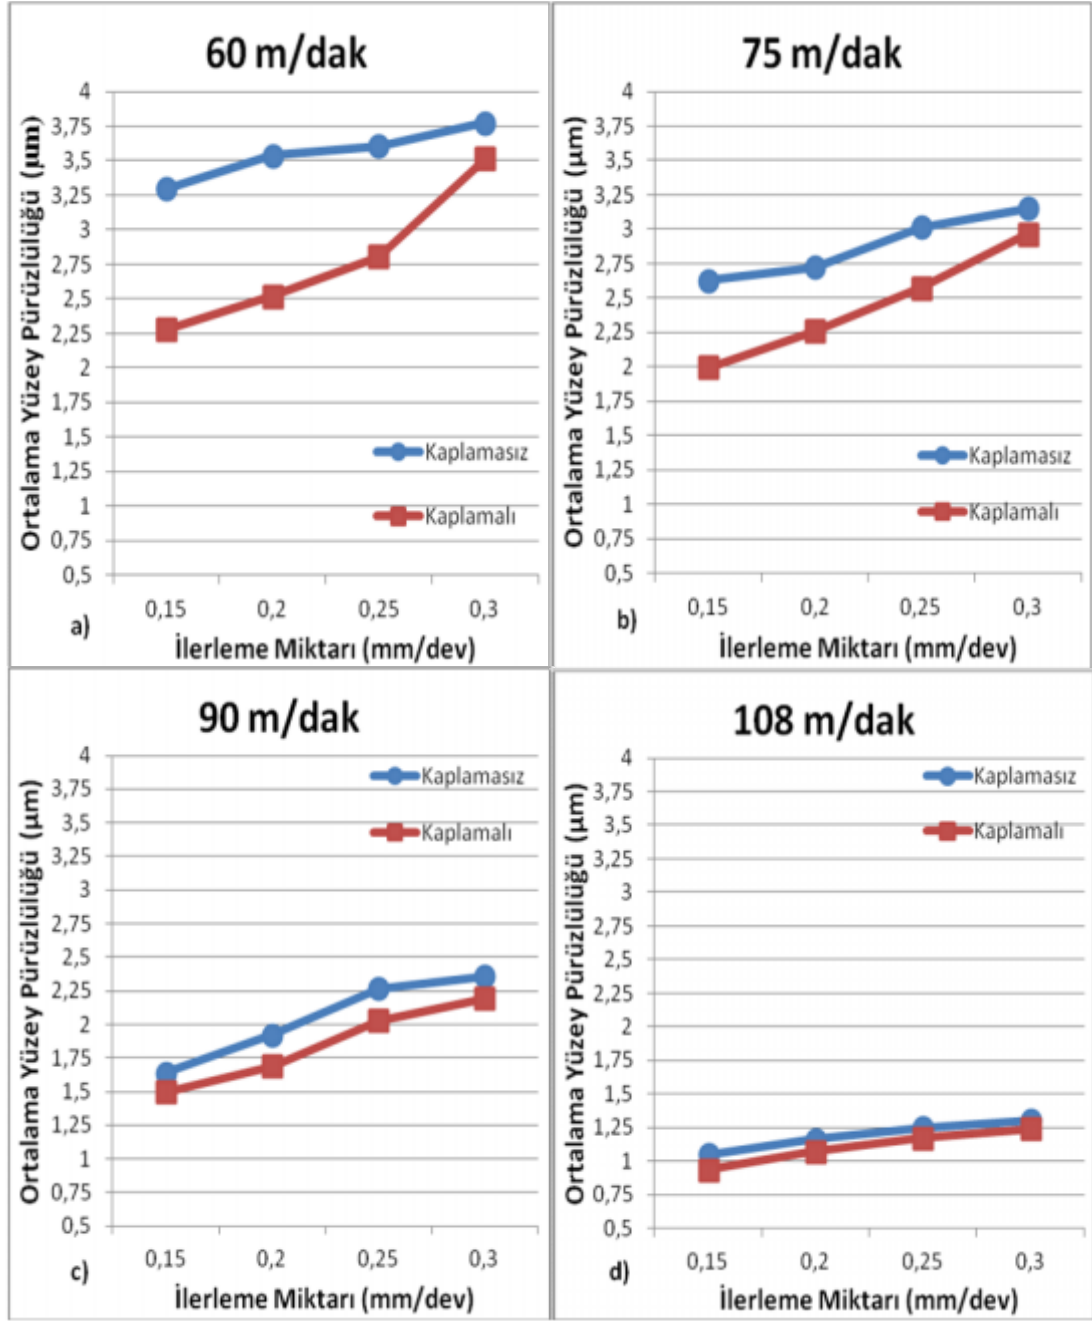 60 m/dak
Ortalama Yüzey Pürüzlülüğü (µm)
4
3,75
3,5
3,25
3
2,75
2,5
2,25
2
1,75
1,5
1,25
1
0,75
0,5
Kaplamasız
Kaplamalı
0,15 0,2 0,25 0,3
a)
İlerleme Miktarı (mm/dev)
75 m/dak
Ortalama Yüzey Pürüzlülüğü (µm)
4
3,75
3,5
3,25
3
2,75
2,5
2,25
2
1,75
1,5
1,25
1
0,75
0,5
Kaplamasız
Kaplamalı
0,15 0,2 0,25 0,3
b)
İlerleme Miktarı (mm/dev)
90 m/dak
Ortalama Yüzey Pürüzlülüğü (µm)
4
3,75
3,5
3,25
3
2,75
2,5
2,25
2
1,75
1,5
1,25
1
0,75
0,5
Kaplamasız
Kaplamalı
0,15 0,2 0,25 0,3
c)
İlerleme Miktarı (mm/dev)
108 m/dak
Ortalama Yüzey Pürüzlülüğü (µm)
4
3,75
3,5
3,25
3
2,75
2,5
2,25
2
1,75
1,5
1,25
1
0,75
0,5
Kaplamasız
Kaplamalı
0,15 0,2 0,25 0,3
d)
İlerleme Miktarı (mm/dev)